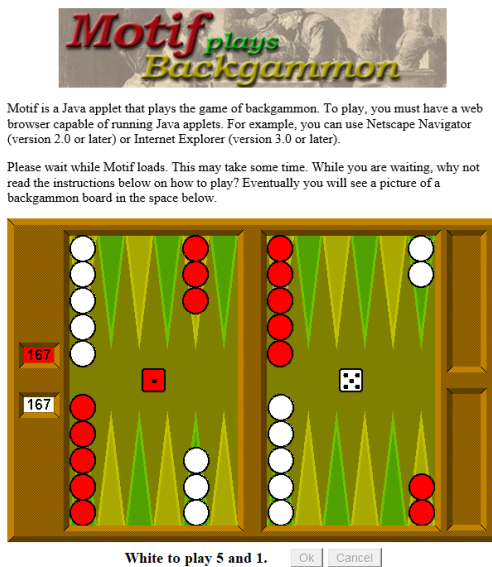 Motif plays
Backgammon
Motif is a Java applet that plays the game of backgammon. To play, you must have a web
browser capable of running Java applets. For example, you can use Netscape Navigator
(version 2.0 or later) or Internet Explorer (version 3.0 or later).
Please wait while Motif loads. This may take some time. While you are waiting, why not
read the instructions below on how to play? Eventually you will see a picture of a
backgammon board in the space below.
167
167
White to play 5 and 1. Ok Cancel